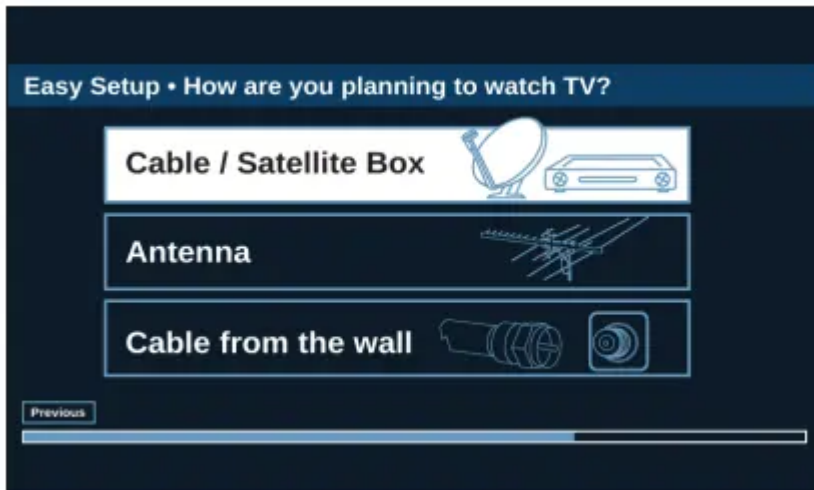 Easy Setup • How are you planning to watch TV?
Cable / Satellite Box
Antenna
Cable from the wall
Previous